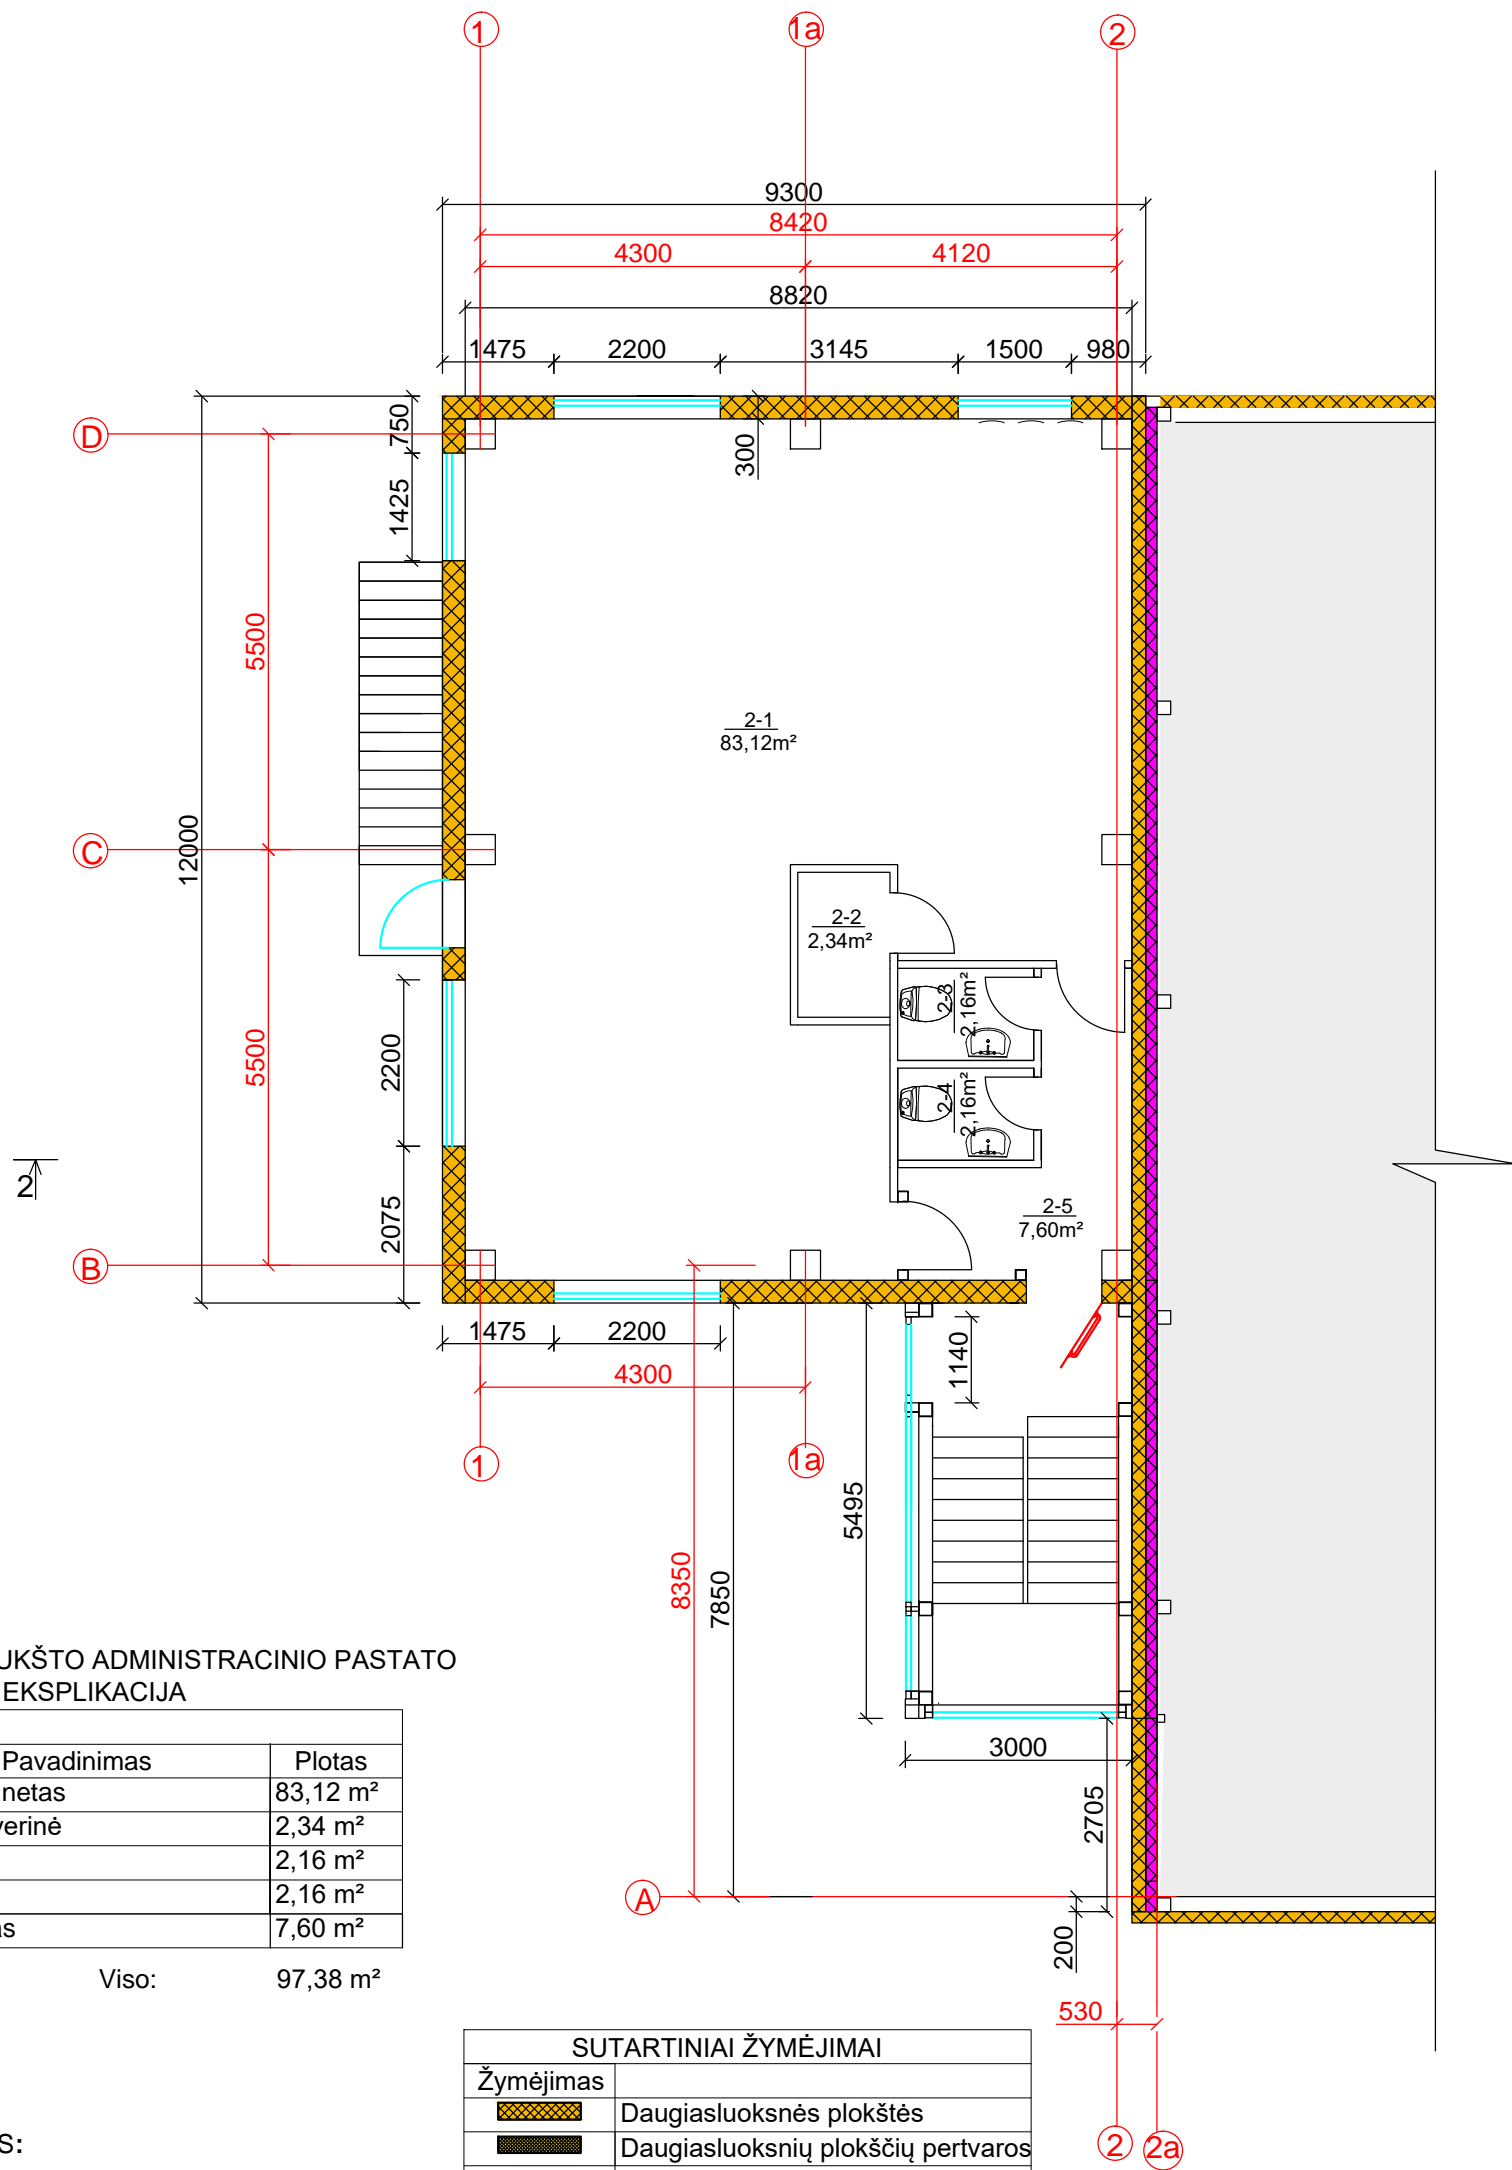 1
1a
2
9300
8420
4300
4120
8820
1475
2200
3145
1500
980
D
750
300
1425
5500
2-1
83,12m²
12000
C
2-2
2,34m²
2-3
2,16m²
5500
2200
2-4
2,16m²
2
2075
2-5
7,60m²
B
1475
2200
1140
4300
1
1a
5495
8350
7850
UKŠTO ADMINISTRACINIO PASTATO
EKSPLIKACIJA
Pavadinimas Plotas
netas 83,12 m²
verinė 2,34 m²
2,16 m²
2,16 m²
as 7,60 m²
Viso: 97,38 m²
3000
2705
A
200
530
SUTARTINIAI ŽYMĖJIMAI
Žymėjimas
Daugiasluoksnės plokštės
Daugiasluoksnių plokščių pertvaros
S:
2
2a